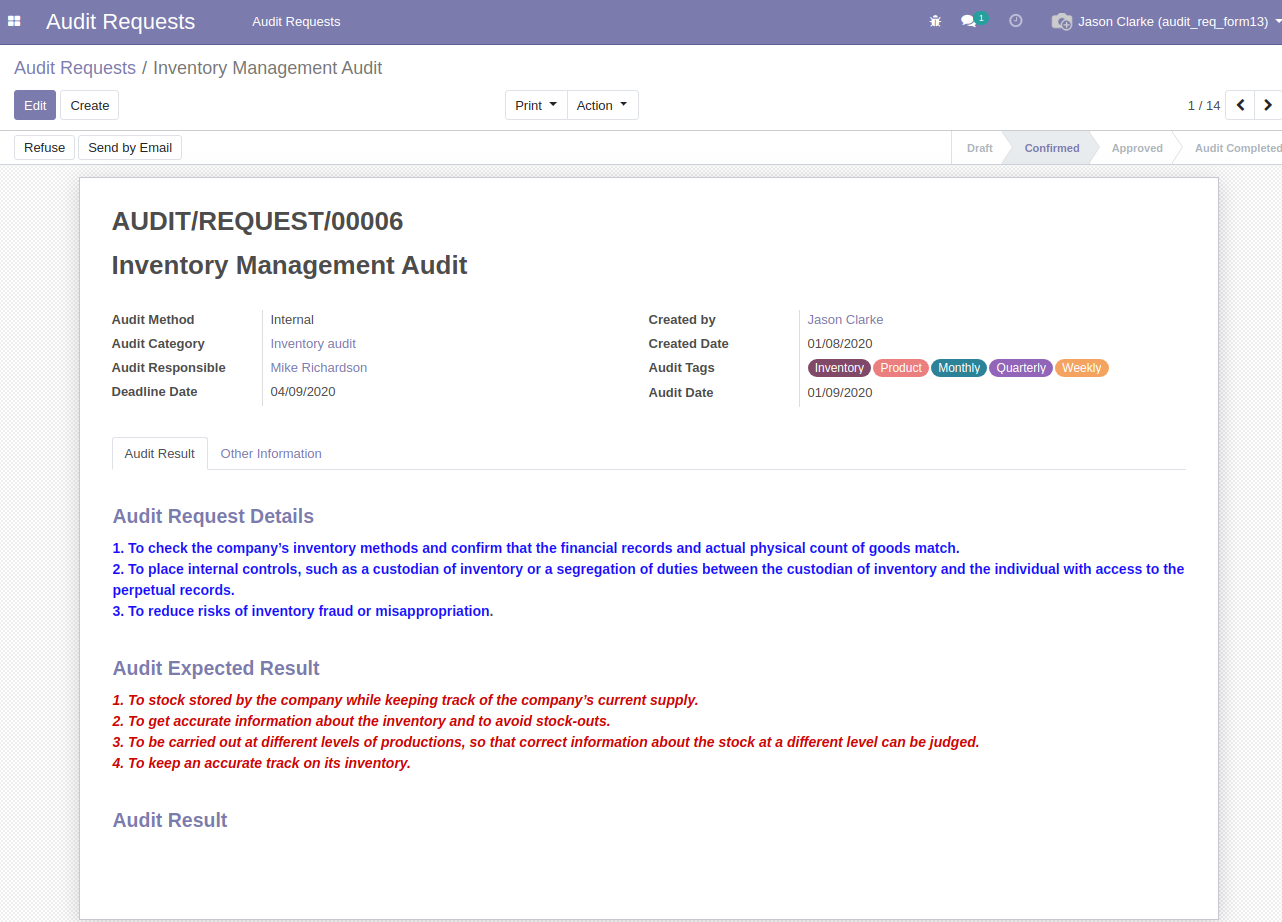 Audit Requests Audit Requests 1 Jason Clarke (audit_req_form13)
Audit Requests / Inventory Management Audit
Edit Create Print Action 1 / 14
Refuse Send by Email Draft Confirmed Approved Audit Completed
AUDIT/REQUEST/00006
Inventory Management Audit
Audit Method Internal Created by Jason Clarke
Audit Category Inventory audit Created Date 01/08/2020
Audit Responsible Mike Richardson Audit Tags Inventory Product Monthly Quarterly Weekly
Deadline Date 04/09/2020 Audit Date 01/09/2020
Audit Result Other Information
Audit Request Details
1. To check the company’s inventory methods and confirm that the financial records and actual physical count of goods match.
2. To place internal controls, such as a custodian of inventory or a segregation of duties between the custodian of inventory and the individual with access to the
perpetual records.
3. To reduce risks of inventory fraud or misappropriation.
Audit Expected Result
1. To stock stored by the company while keeping track of the company’s current supply.
2. To get accurate information about the inventory and to avoid stock-outs.
3. To be carried out at different levels of productions, so that correct information about the stock at a different level can be judged.
4. To keep an accurate track on its inventory.
Audit Result